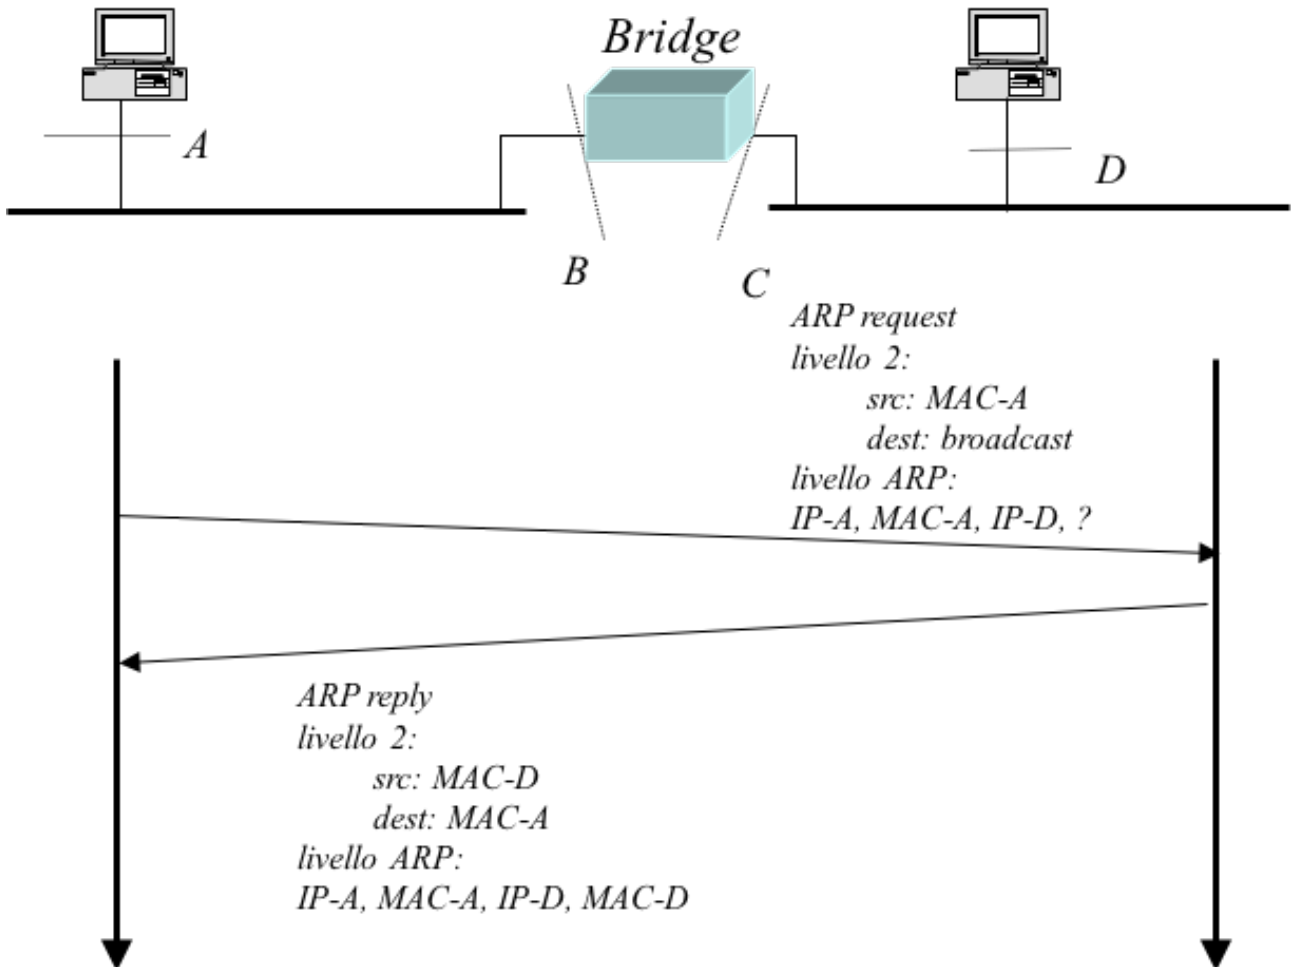 Bridge
A
D
B
C
ARP request
livello 2:
src: MAC-A
dest: broadcast
livello ARP:
IP-A, MAC-A, IP-D, ?
ARP reply
livello 2:
src: MAC-D
dest: MAC-A
livello ARP:
IP-A, MAC-A, IP-D, MAC-D